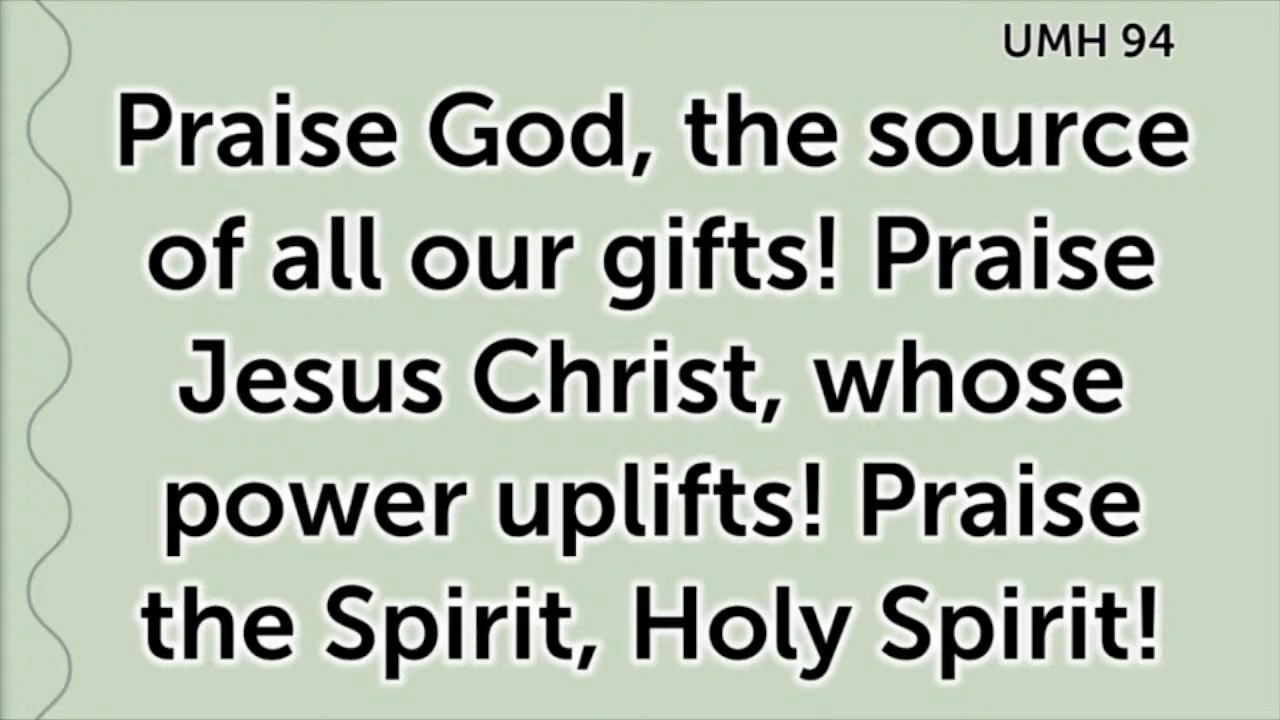 UMH 94
Praise God, the source
of all our gifts! Praise
Jesus Christ, whose
power uplifts! Praise
the Spirit, Holy Spirit!